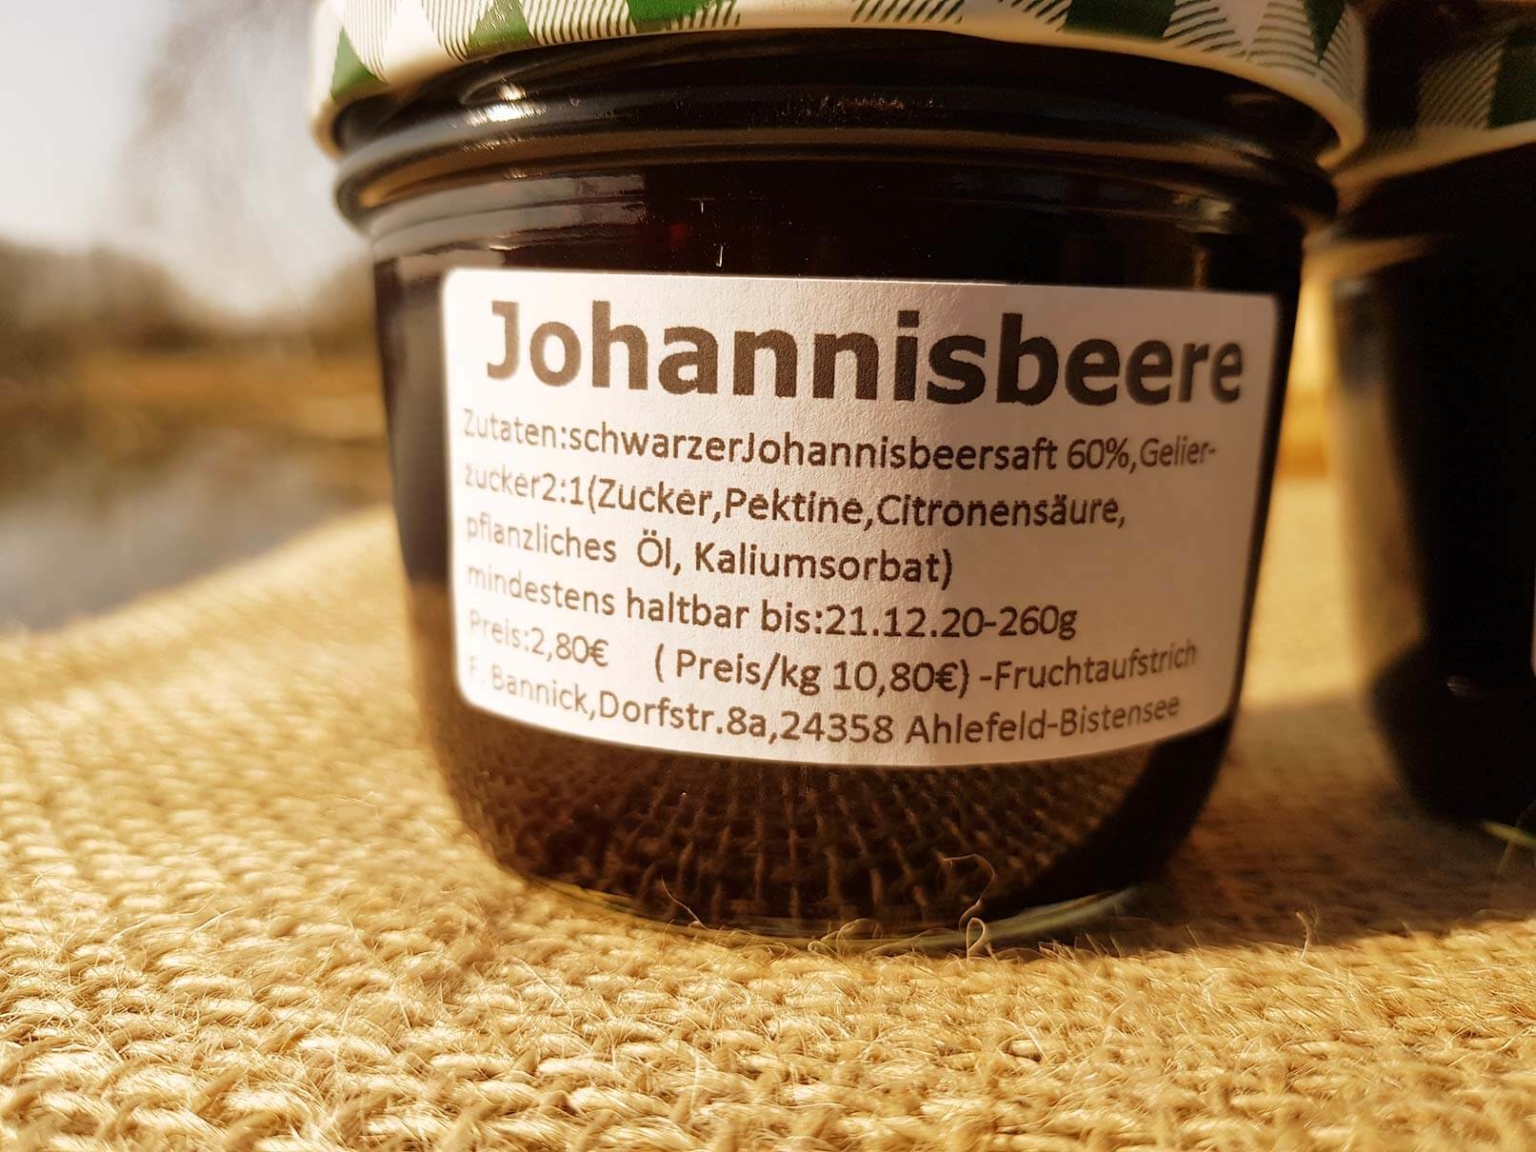 Johannisbeere
Zutaten:schwarzerJohannisbeersaft 60%,Gelier-
zucker2:1(Zucker,Pektine,Citronensäure,
pflanzliches Öl, Kaliumsorbat)
mindestens haltbar bis:21.12.20-260g
Preis:2,80€ ( Preis/kg 10,80€) -Fruchtaufstrich
F. Bannick,Dorfstr.8a,24358 Ahlefeld-Bistensee